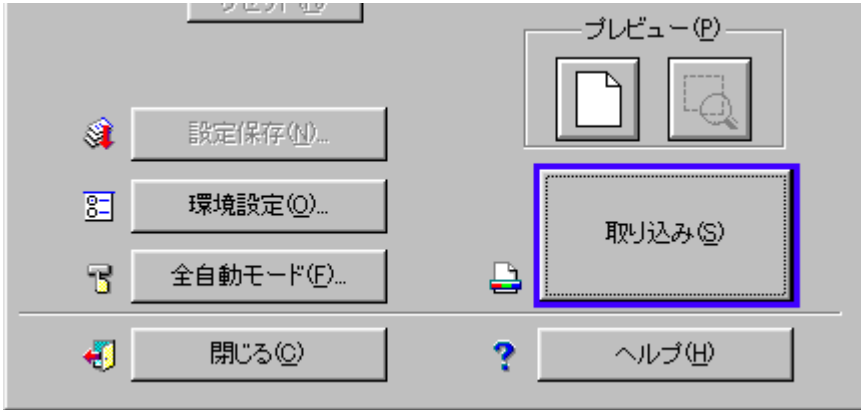 プレビュー(P)
設定保存(N)...
環境設定(O)...
取り込み(S)
全自動モード(F)...
閉じる(C)
ヘルプ(H)